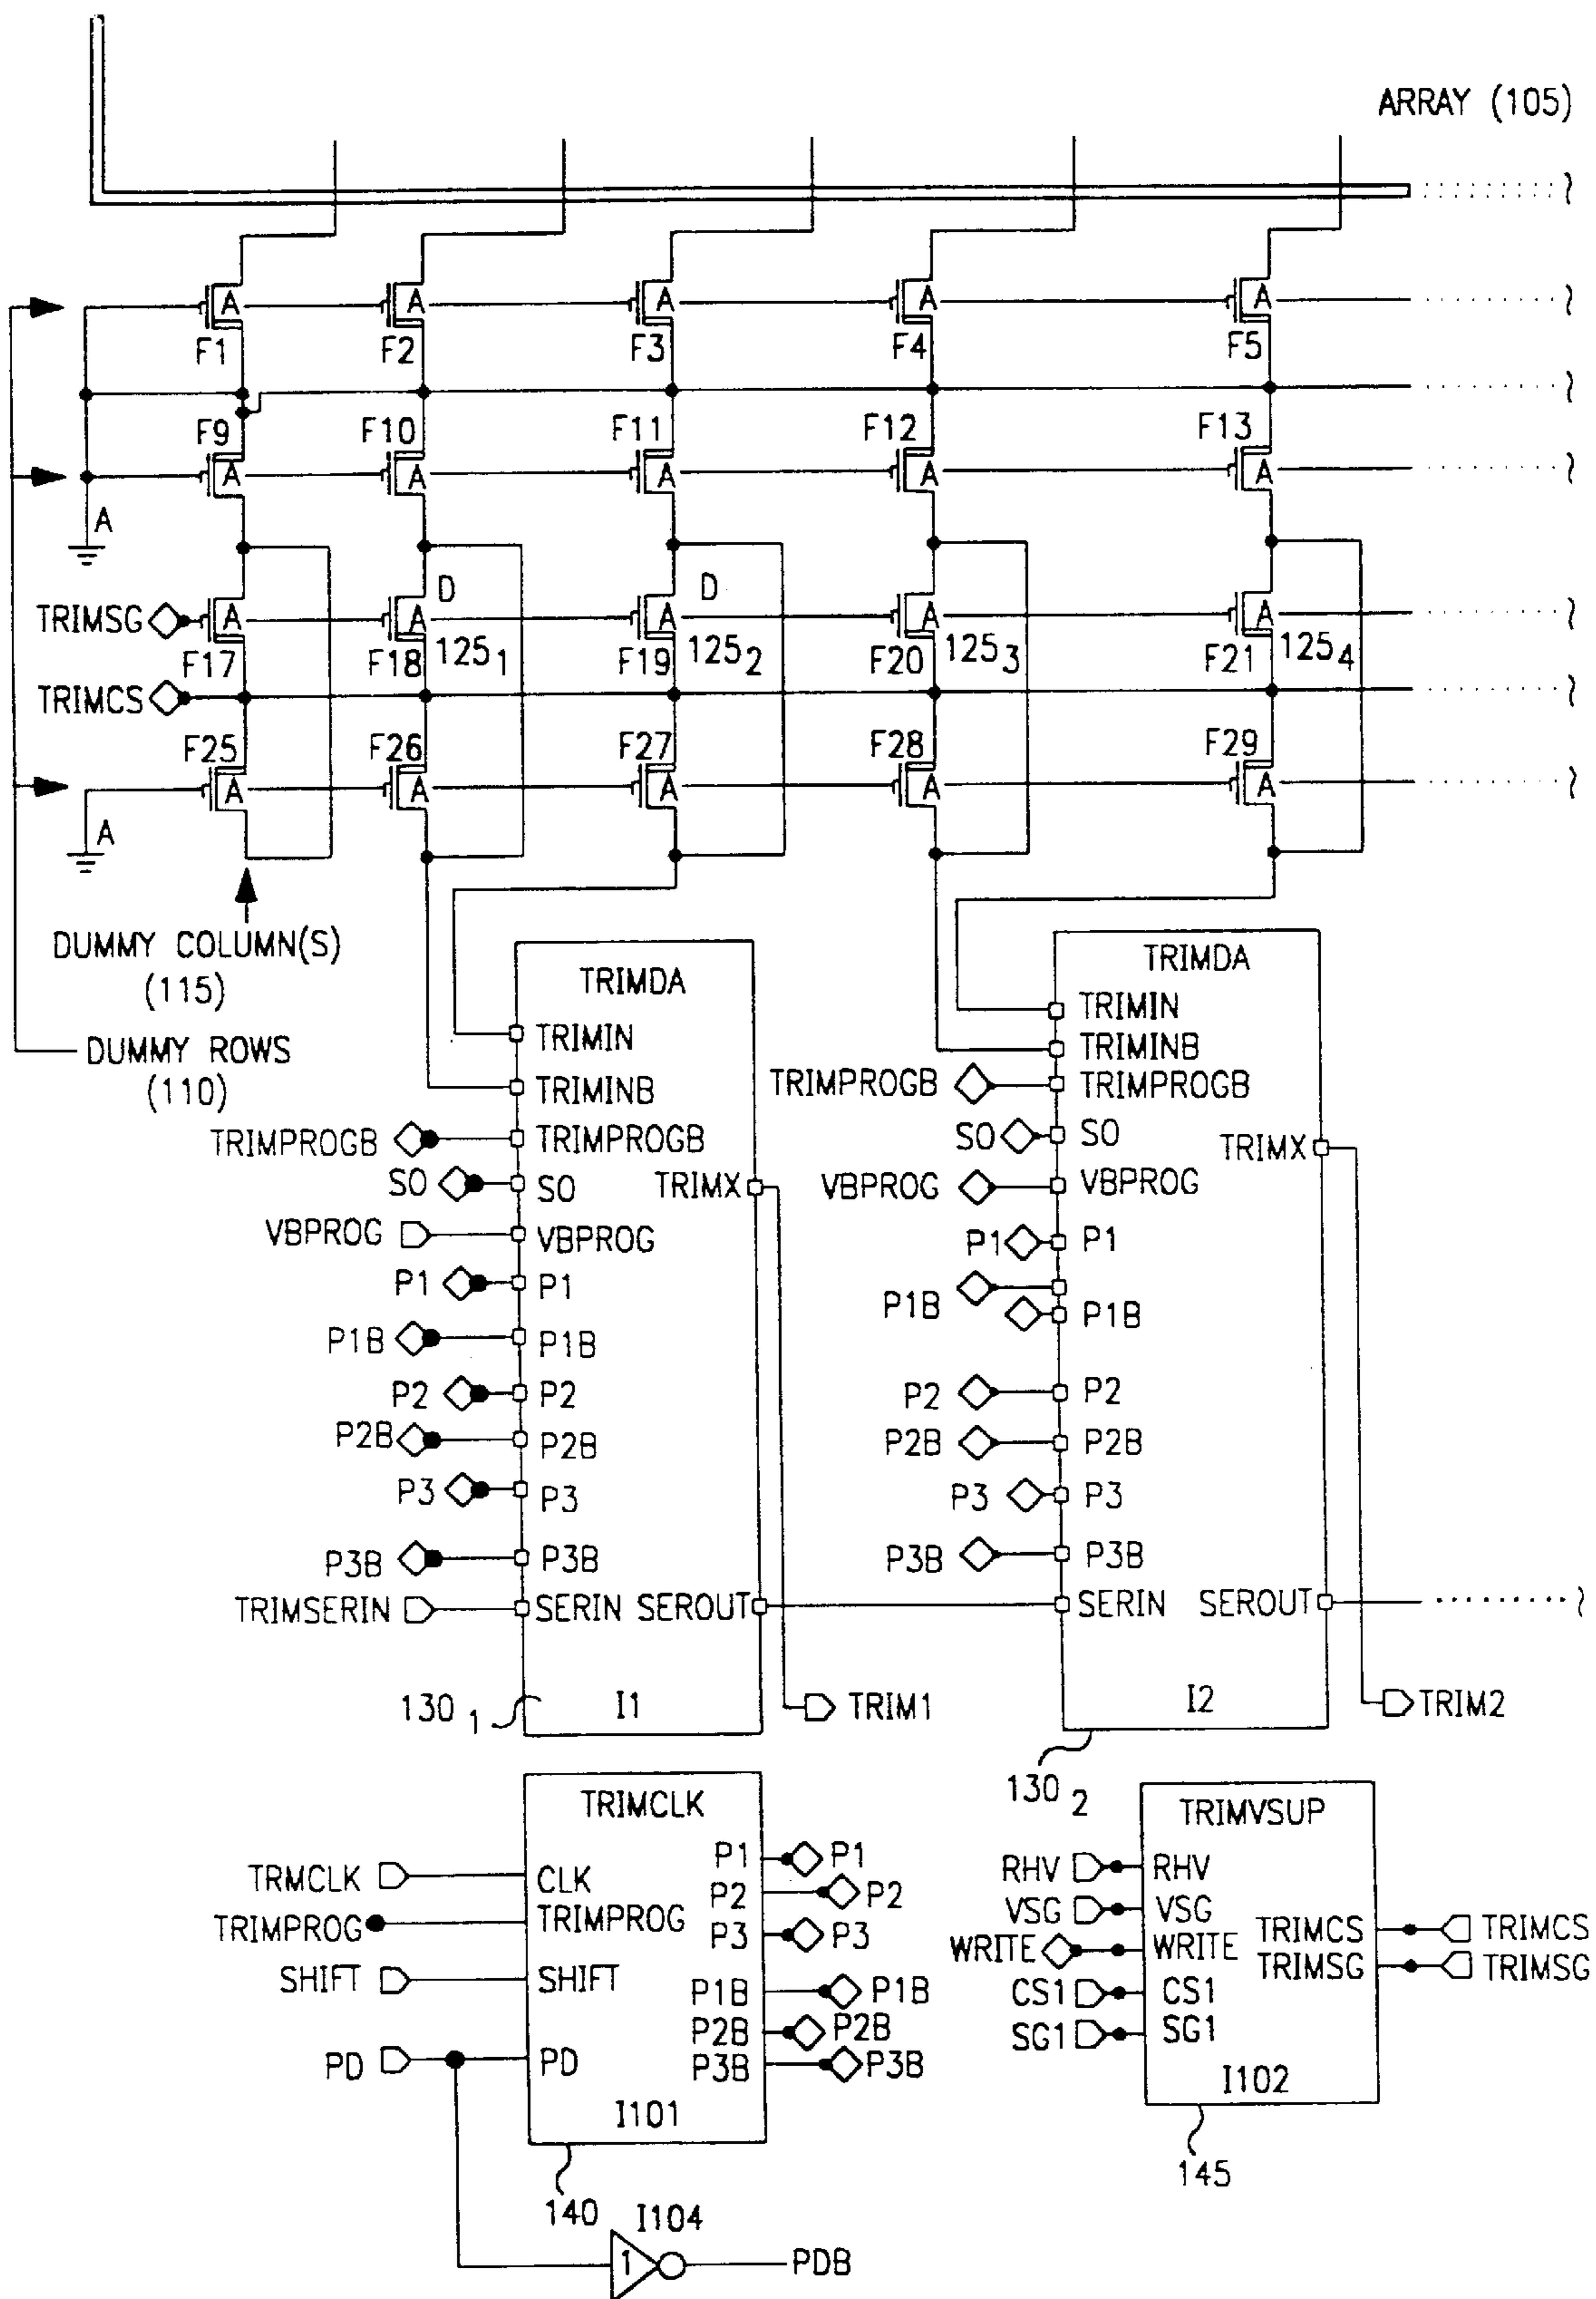 ARRAY (105)
A A A A A
F1 F2 F3 F4 F5
F9 F10 F11 F12 F13
A A A A A
A
D D
TRIMSG A A A A A
F17 F18 125 1 F19 125 2 F20 125 3 F21 125 4
TRIMCS
F25 F26 F27 F28 F29
A A A A A
A
DUMMY COLUMN(S)
(115)
DUMMY ROWS
(110)
TRIMDA
TRIMIN
TRIMINB
TRIMPROGB TRIMPROGB
SO SO TRIMX
VBPROG VBPROG
P1 P1
P1B P1B
P2 P2
P2B P2B
P3 P3
P3B P3B
TRIMSERIN SERIN SEROUT
130 1 I1 TRIM1
TRIMDA
TRIMIN
TRIMINB
TRIMPROGB TRIMPROGB
SO SO TRIMX
VBPROG VBPROG
P1 P1
P1B P1B
P2 P2
P2B P2B
P3 P3
P3B P3B
SERIN SEROUT
I2 TRIM2
130 2
TRIMCLK
P1 P1
TRMCLK CLK P2 P2
TRIMPROG TRIMPROG P3 P3
SHIFT SHIFT P1B P1B
P2B P2B
PD PD P3B P3B
I101
140
I104
1 PDB
TRIMVSUP
RHV RHV
VSG VSG TRIMCS TRIMCS
WRITE WRITE TRIMSG TRIMSG
CS1 CS1
SG1 SG1
I102
145